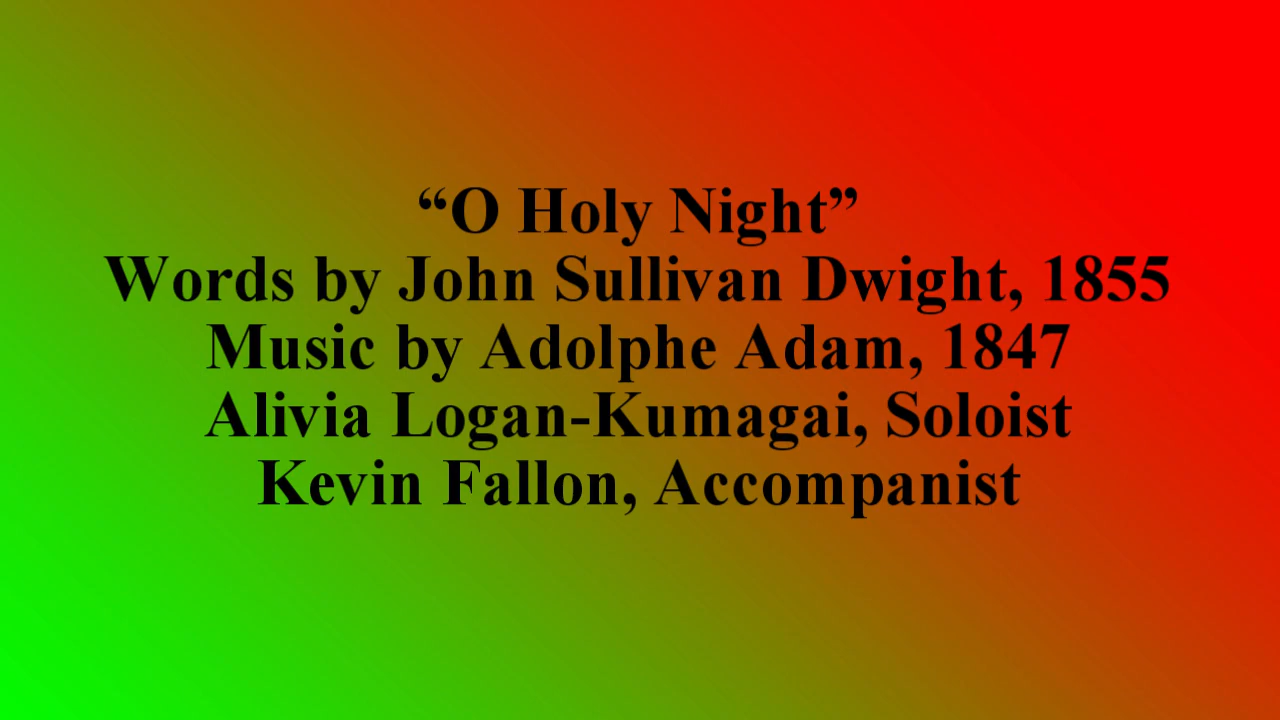 “O Holy Night”
Words by John Sullivan Dwight, 1855
Music by Adolphe Adam, 1847
Alivia Logan-Kumagai, Soloist
Kevin Fallon, Accompanist